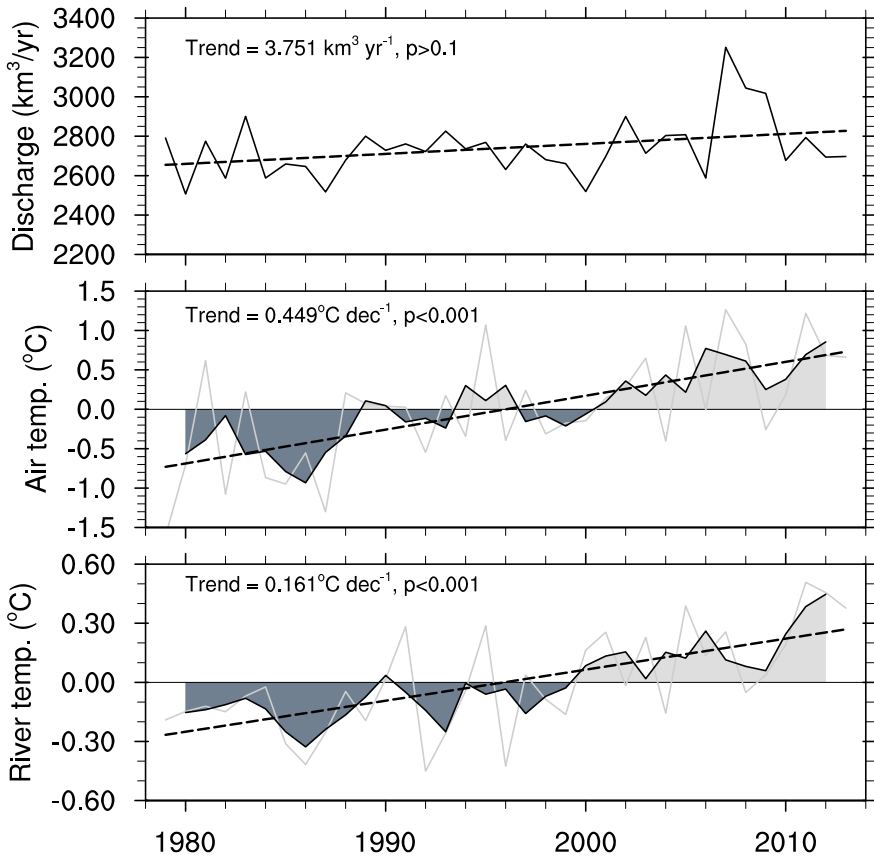 Discharge (km³/yr)
3400
3200
3000
2800
2600
2400
2200
Trend = 3.751 km³ yr⁻¹, p>0.1
Air temp. (°C)
1.5
1.0
0.5
0.0
-0.5
-1.0
-1.5
Trend = 0.449°C dec⁻¹, p<0.001
River temp. (°C)
0.60
0.30
0.00
-0.30
-0.60
Trend = 0.161°C dec⁻¹, p<0.001
1980 1990 2000 2010